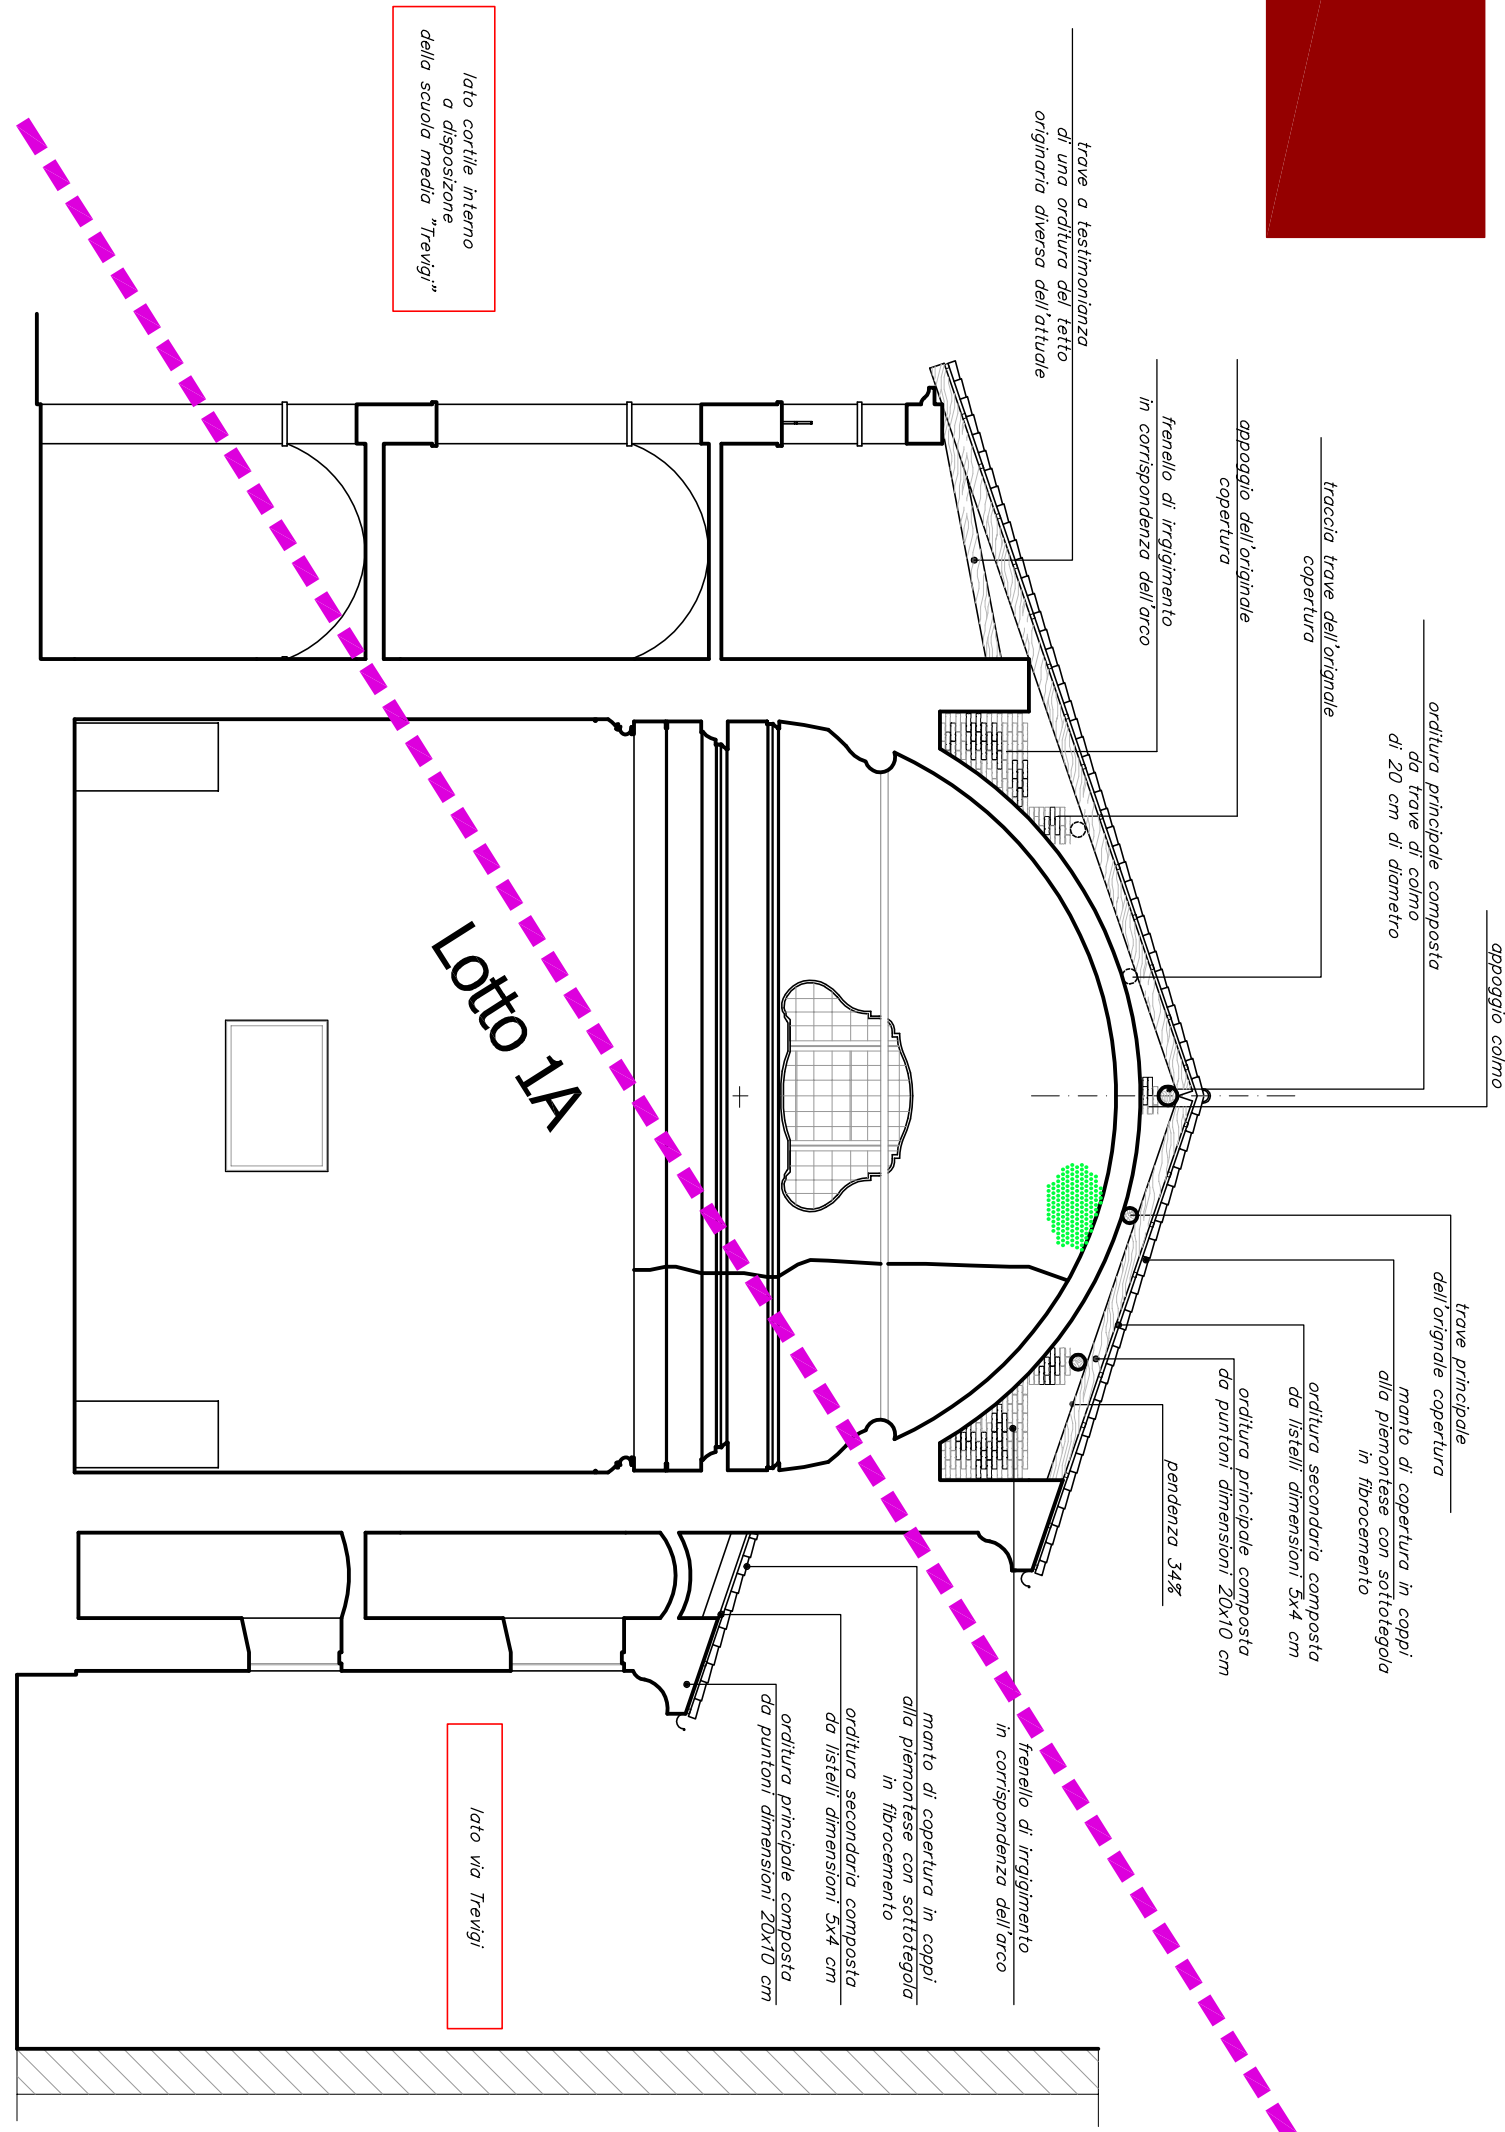 lato cortile interno
a disposizone
della scuola media "Trevigi"
trave a testimonianza
di una orditura del tetto
originaria diversa dell'attuale
frenello di irrgigimento
in corrispondenza dell'arco
appoggio dell'originale
copertura
traccia trave dell'orignale
copertura
orditura principale composta
da trave di colmo
di 20 cm di diametro
appoggio colmo
trave principale
dell'orignale copertura
manto di copertura in coppi
alla piemontese con sottotegola
in fibrocemento
orditura secondaria composta
da listelli dimensioni 5x4 cm
orditura principale composta
da puntoni dimensioni 20x10 cm
pendenza 34%
frenello di irrgigimento
in corrispondenza dell'arco
manto di copertura in coppi
alla piemontese con sottotegola
in fibrocemento
orditura secondaria composta
da listelli dimensioni 5x4 cm
orditura principale composta
da puntoni dimensioni 20x10 cm
Lotto 1A
lato via Trevigi